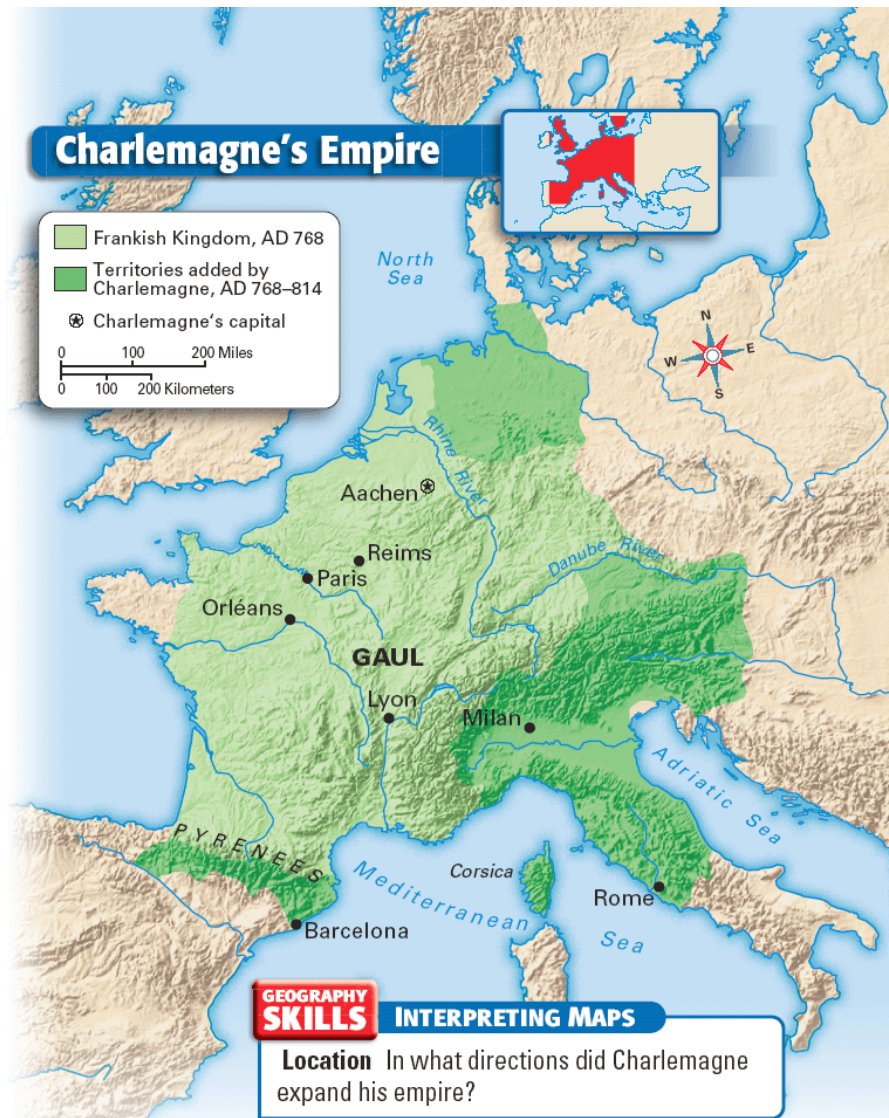 Charlemagne's Empire
Frankish Kingdom, AD 768
Territories added by
Charlemagne, AD 768–814
Charlemagne's capital
0 100 200 Miles
0 100 200 Kilometers
North
Sea
N
W E
S
Rhine River
Aachen
Reims
Paris
Danube River
Orléans
GAUL
Lyon
Milan
Adriatic Sea
PYRENEES
Corsica
Mediterranean
Sea
Rome
Barcelona
GEOGRAPHY
SKILLS
INTERPRETING MAPS
Location In what directions did Charlemagne
expand his empire?